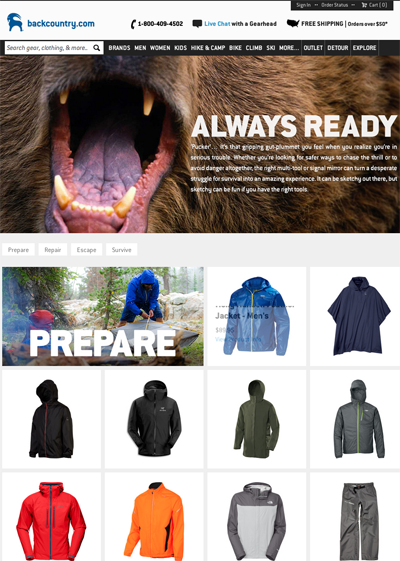 Sign In
Order Status
Cart ( 0 )
backcountry.com
1-800-409-4502
Live Chat with a Gearhead
FREE SHIPPING | Orders over $50*
Search gear, clothing, & more...
BRANDS MEN WOMEN KIDS HIKE & CAMP BIKE CLIMB SKI MORE... OUTLET DETOUR EXPLORE
ALWAYS READY
'Pucker' ... it's that gripping gut-plummet you feel when you realize you're in
serious trouble. Whether you're looking for safer ways to chase the thrill or to
avoid danger altogether, the right multi-tool or signal mirror can turn a desperate
struggle for survival into an amazing experience. It can be sketchy out there, but
sketchy can be fun if you have the right tools.
Prepare Repair Escape Survive
PREPARE
Jacket - Men's